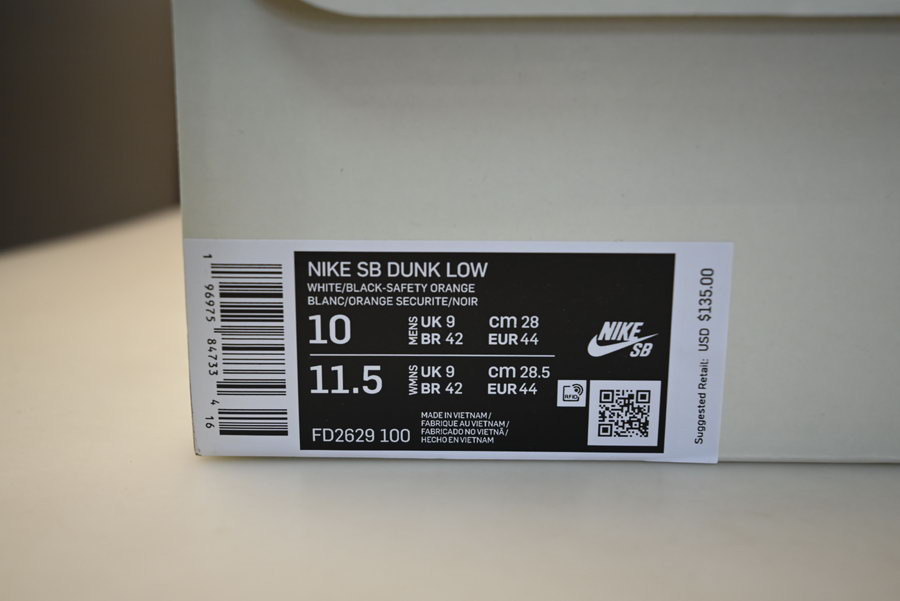 NIKE SB DUNK LOW
WHITE/BLACK-SAFETY ORANGE
BLANC/ORANGE SECURITE/NOIR
10 MENS UK 9 cm 28
BR 42 EUR 44
11.5 WMNS UK 9 cm 28.5
BR 42 EUR 44
FD2629 100
MADE IN VIETNAM /
FABRIQUE AU VIETNAM /
FABRICADO NO VIETNÃ /
HECHO EN VIETNAM
NIKE
SB
RFID
1 96975 84733 4 16
Suggested Retail: USD $135.00